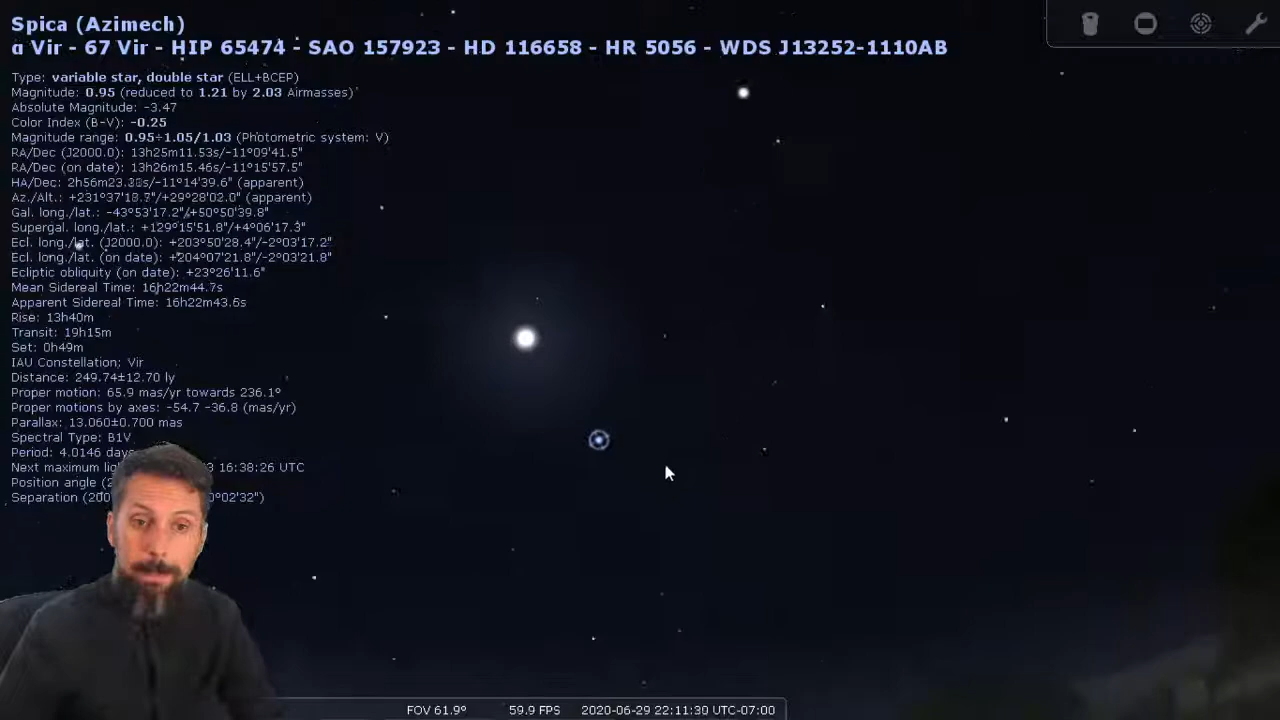 Spica (Azimech)
α Vir - 67 Vir - HIP 65474 - SAO 157923 - HD 116658 - HR 5056 - WDS J13252-1110AB
Type: variable star, double star (ELL+BCEP)
Magnitude: 0.95 (reduced to 1.21 by 2.03 Airmasses)
Absolute Magnitude: -3.47
Color Index (B-V): -0.25
Magnitude range: 0.95÷1.05/1.03 (Photometric system: V)
RA/Dec (J2000.0): 13h25m11.53s/-11°09'41.5"
RA/Dec (on date): 13h26m15.46s/-11°15'57.5"
HA/Dec: 2h56m23.30s/-11°14'39.6" (apparent)
Az./Alt.: +231°37'18.7"/+29°28'02.0" (apparent)
Gal. long./lat.: -43°53'17.2"/+50°50'39.8"
Supergal. long./lat.: +129°15'51.8"/+4°06'17.3"
Ecl. long./lat. (J2000.0): +203°50'28.4"/-2°03'17.2"
Ecl. long./lat. (on date): +204°07'21.8"/-2°03'21.8"
Ecliptic obliquity (on date): +23°26'11.6"
Mean Sidereal Time: 16h22m44.7s
Apparent Sidereal Time: 16h22m43.6s
Rise: 13h40m
Transit: 19h15m
Set: 0h49m
IAU Constellation: Vir
Distance: 249.74±12.70 ly
Proper motion: 65.9 mas/yr towards 236.1°
Proper motions by axes: -54.7 -36.8 (mas/yr)
Parallax: 13.060±0.700 mas
Spectral Type: B1V
Period: 4.0146 days
Next maximum 16:38:26 UTC
Position angle
Separation 0°02'32")
FOV 61.9° 59.9 FPS 2020-06-29 22:11:30 UTC-07:00